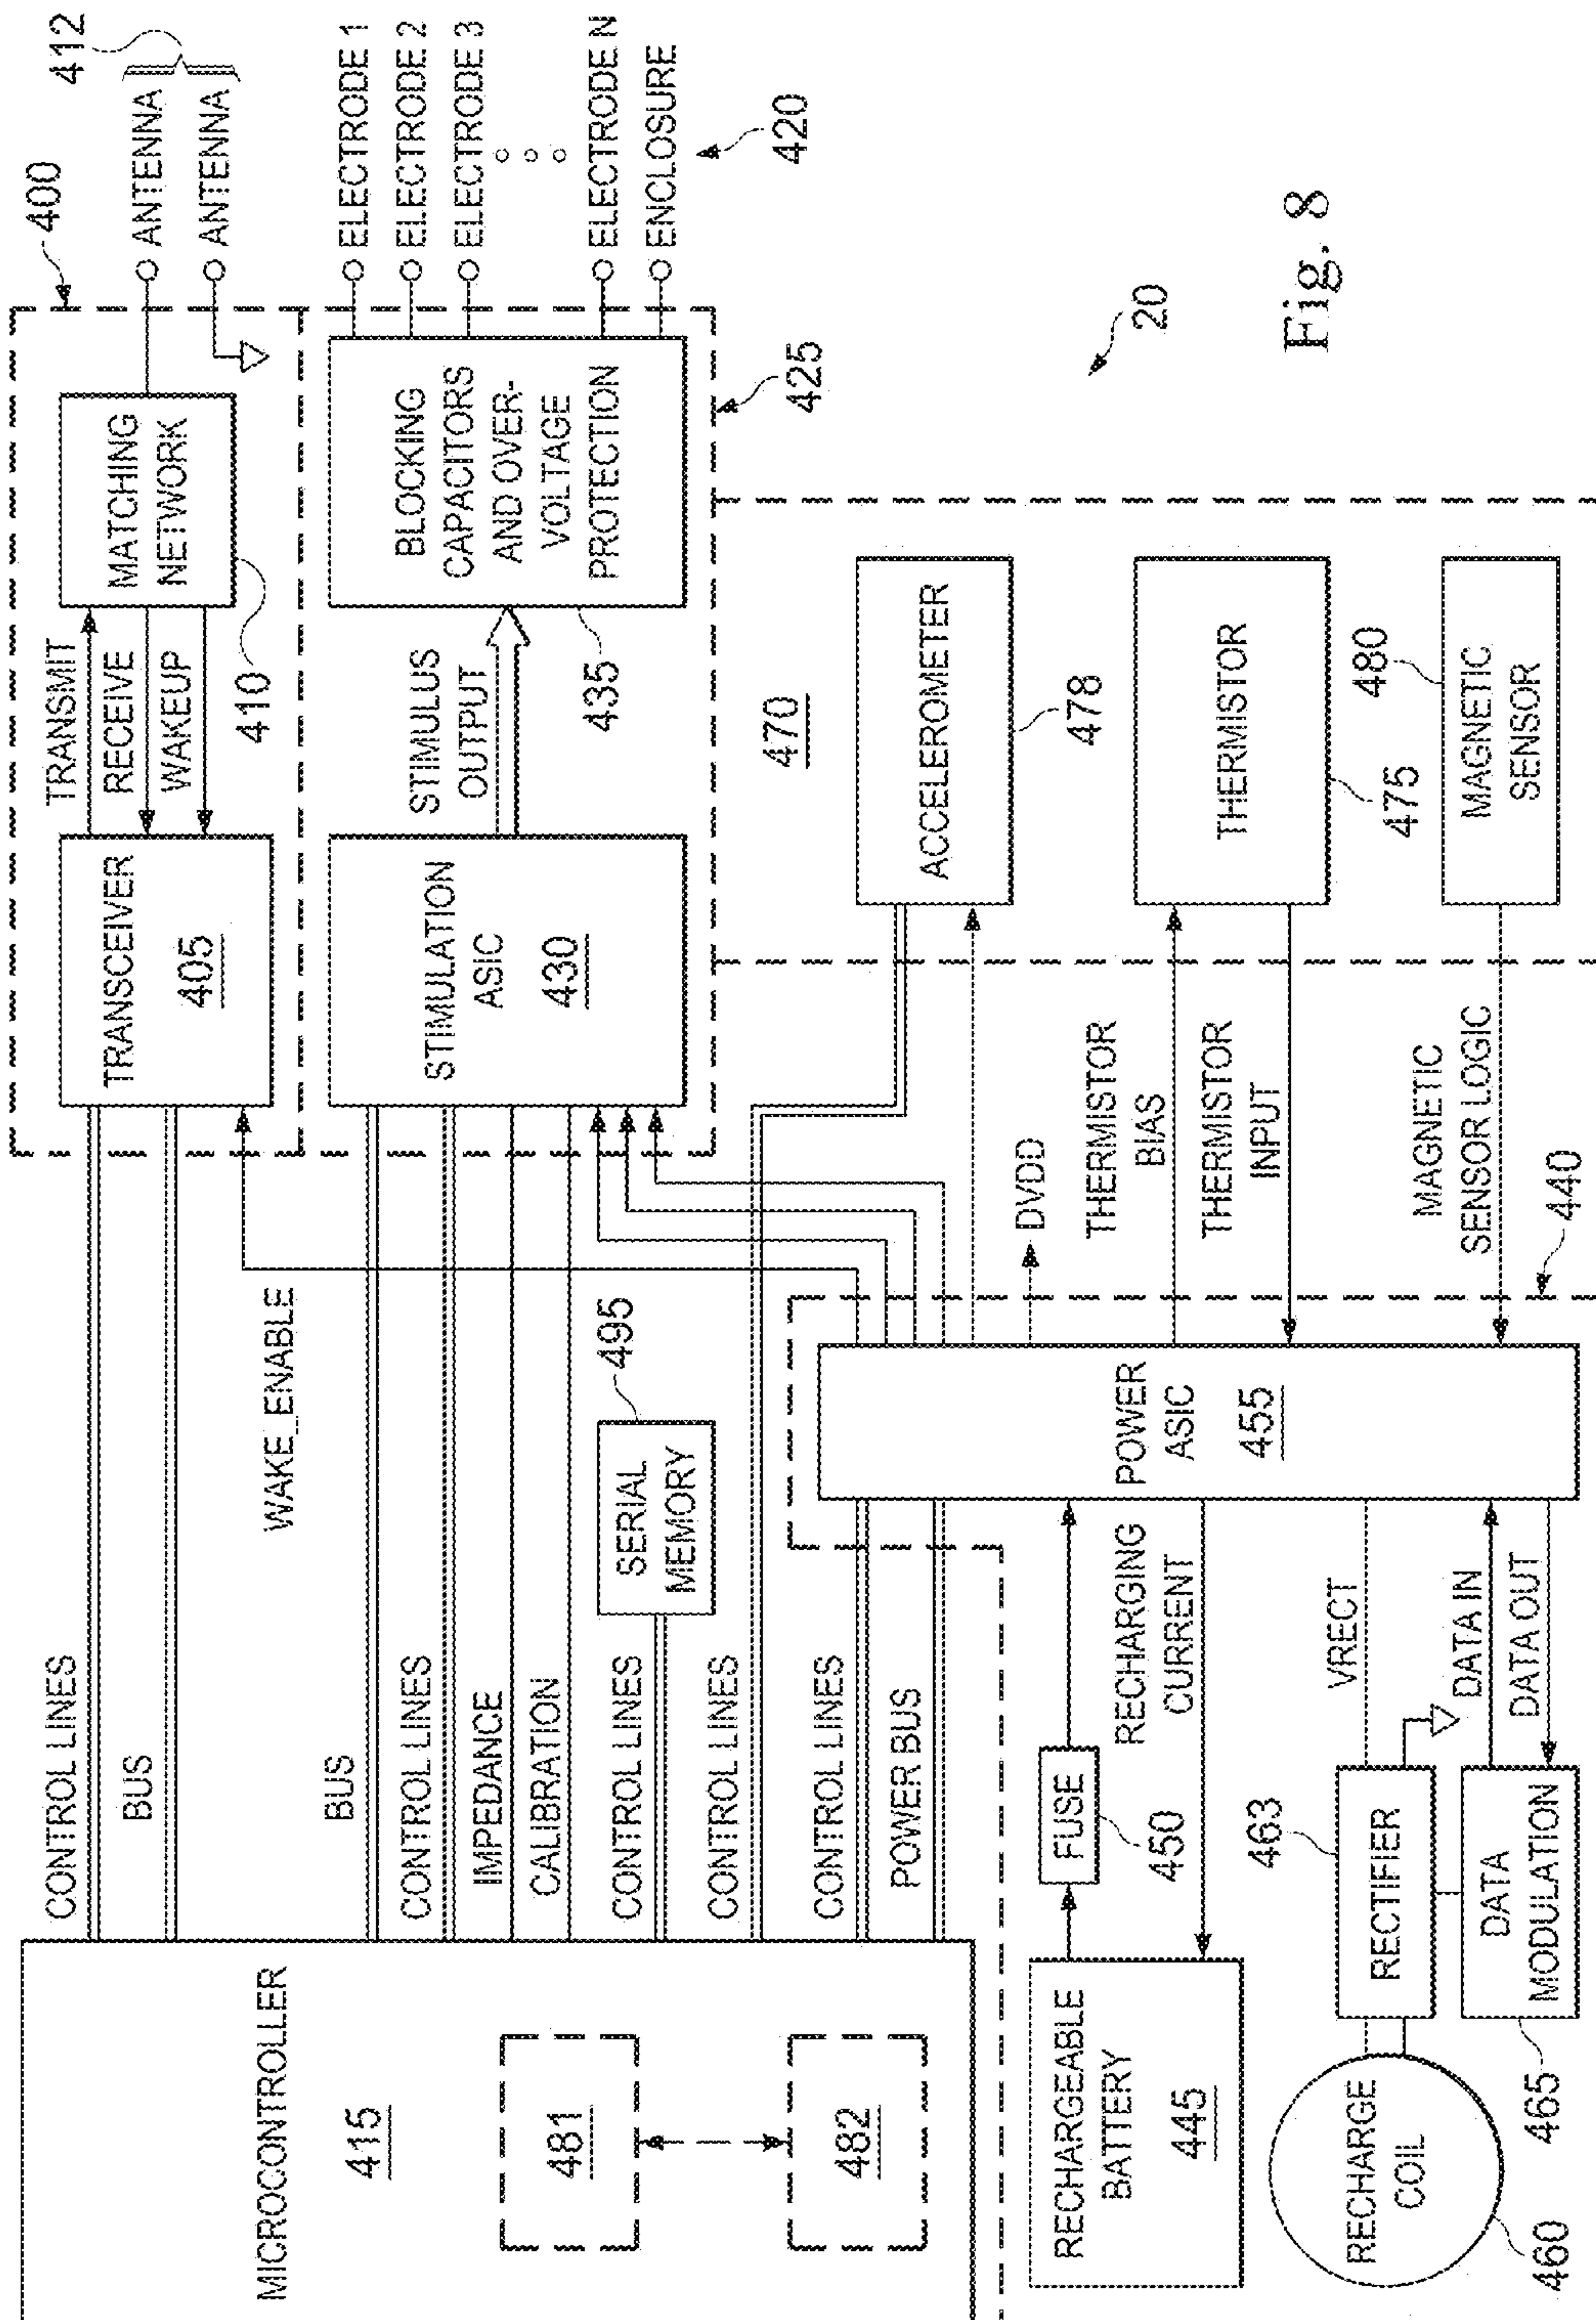 412
ANTENNA
ANTENNA
400
MATCHING
NETWORK
410
TRANSMIT
RECEIVE
WAKEUP
TRANSCEIVER
405
CONTROL LINES
BUS
WAKE_ENABLE
ELECTRODE 1
ELECTRODE 2
ELECTRODE 3
ELECTRODE N
ENCLOSURE
420
BLOCKING
CAPACITORS
AND OVER-
VOLTAGE
PROTECTION
425
435
STIMULUS
OUTPUT
STIMULATION
ASIC
430
BUS
CONTROL LINES
IMPEDANCE
CALIBRATION
CONTROL LINES
SERIAL
MEMORY
495
CONTROL LINES
CONTROL LINES
POWER BUS
MICROCONTROLLER
415
481
482
470
ACCELEROMETER
478
THERMISTOR
475
480
MAGNETIC
SENSOR
DVDD
THERMISTOR
BIAS
THERMISTOR
INPUT
MAGNETIC
SENSOR LOGIC
440
POWER
ASIC
455
FUSE
450
RECHARGING
CURRENT
RECHARGEABLE
BATTERY
445
VRECT
DATA IN
DATA OUT
463
RECTIFIER
DATA
MODULATION
465
RECHARGE
COIL
460
20
Fig. 8